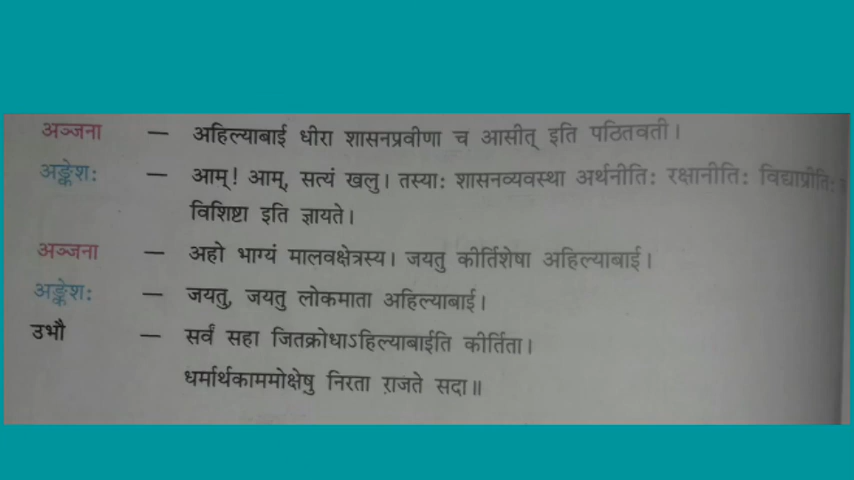 अञ्जना — अहिल्याबाई धीरा शासनप्रवीणा च आसीत् इति पठितवती।
अङ्केशः — आम्! आम्, सत्यं खलु। तस्याः शासनव्यवस्था अर्थनीतिः रक्षानीतिः विद्याप्रीतिः
विशिष्टा इति ज्ञायते।
अञ्जना — अहो भाग्यं मालवक्षेत्रस्य। जयतु कीर्तिशेषा अहिल्याबाई।
अङ्केशः — जयतु, जयतु लोकमाता अहिल्याबाई।
उभौ — सर्वं सहा जितक्रोधाऽहिल्याबाईति कीर्तिता।
धर्मार्थकाममोक्षेषु निरता राजते सदा॥